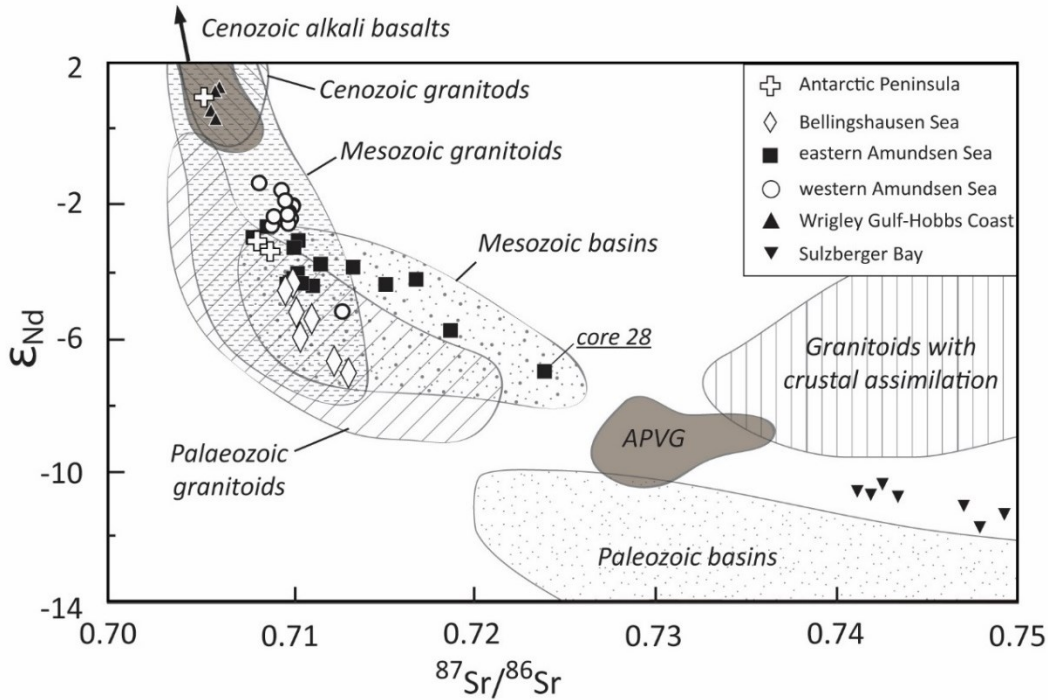 Cenozoic alkali basalts
Cenozoic granitods
Mesozoic granitoids
Mesozoic basins
core 28
Granitoids with
crustal assimilation
APVG
Palaeozoic
granitoids
Paleozoic basins
Antarctic Peninsula
Bellingshausen Sea
eastern Amundsen Sea
western Amundsen Sea
Wrigley Gulf-Hobbs Coast
Sulzberger Bay
εNd
2
-2
-6
-10
-14
0.70
0.71
0.72
0.73
0.74
0.75
⁸⁷Sr/⁸⁶Sr